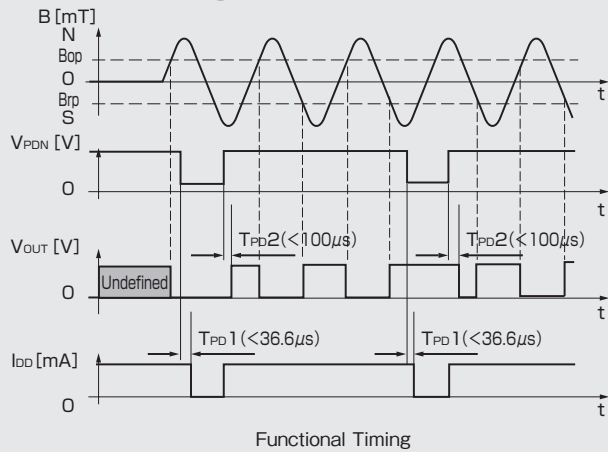 B [mT]
N
Bop
0
Brp
S
t
VPDN [V]
0
t
TPD2(<100μs)
TPD2(<100μs)
VOUT [V]
Undefined
0
t
TPD1(<36.6μs)
TPD1(<36.6μs)
IDD [mA]
0
t
Functional Timing